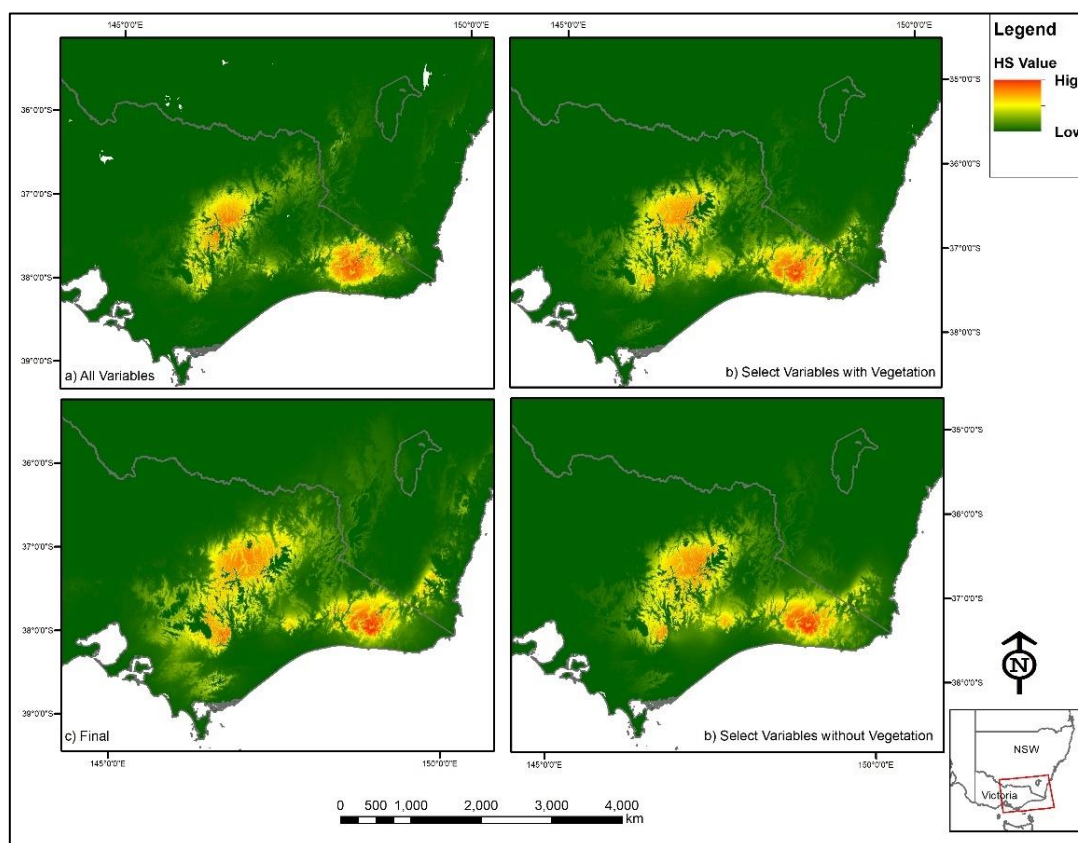 145°0'0"E
150°0'0"E
145°0'0"E
150°0'0"E
Legend
HS Value
High
Low
36°0'0"S
37°0'0"S
38°0'0"S
39°0'0"S
35°0'0"S
36°0'0"S
37°0'0"S
38°0'0"S
a) All Variables
b) Select Variables with Vegetation
36°0'0"S
37°0'0"S
38°0'0"S
39°0'0"S
35°0'0"S
36°0'0"S
37°0'0"S
38°0'0"S
c) Final
b) Select Variables without Vegetation
145°0'0"E
150°0'0"E
145°0'0"E
150°0'0"E
N
NSW
Victoria
0 500 1,000 2,000 3,000 4,000
km